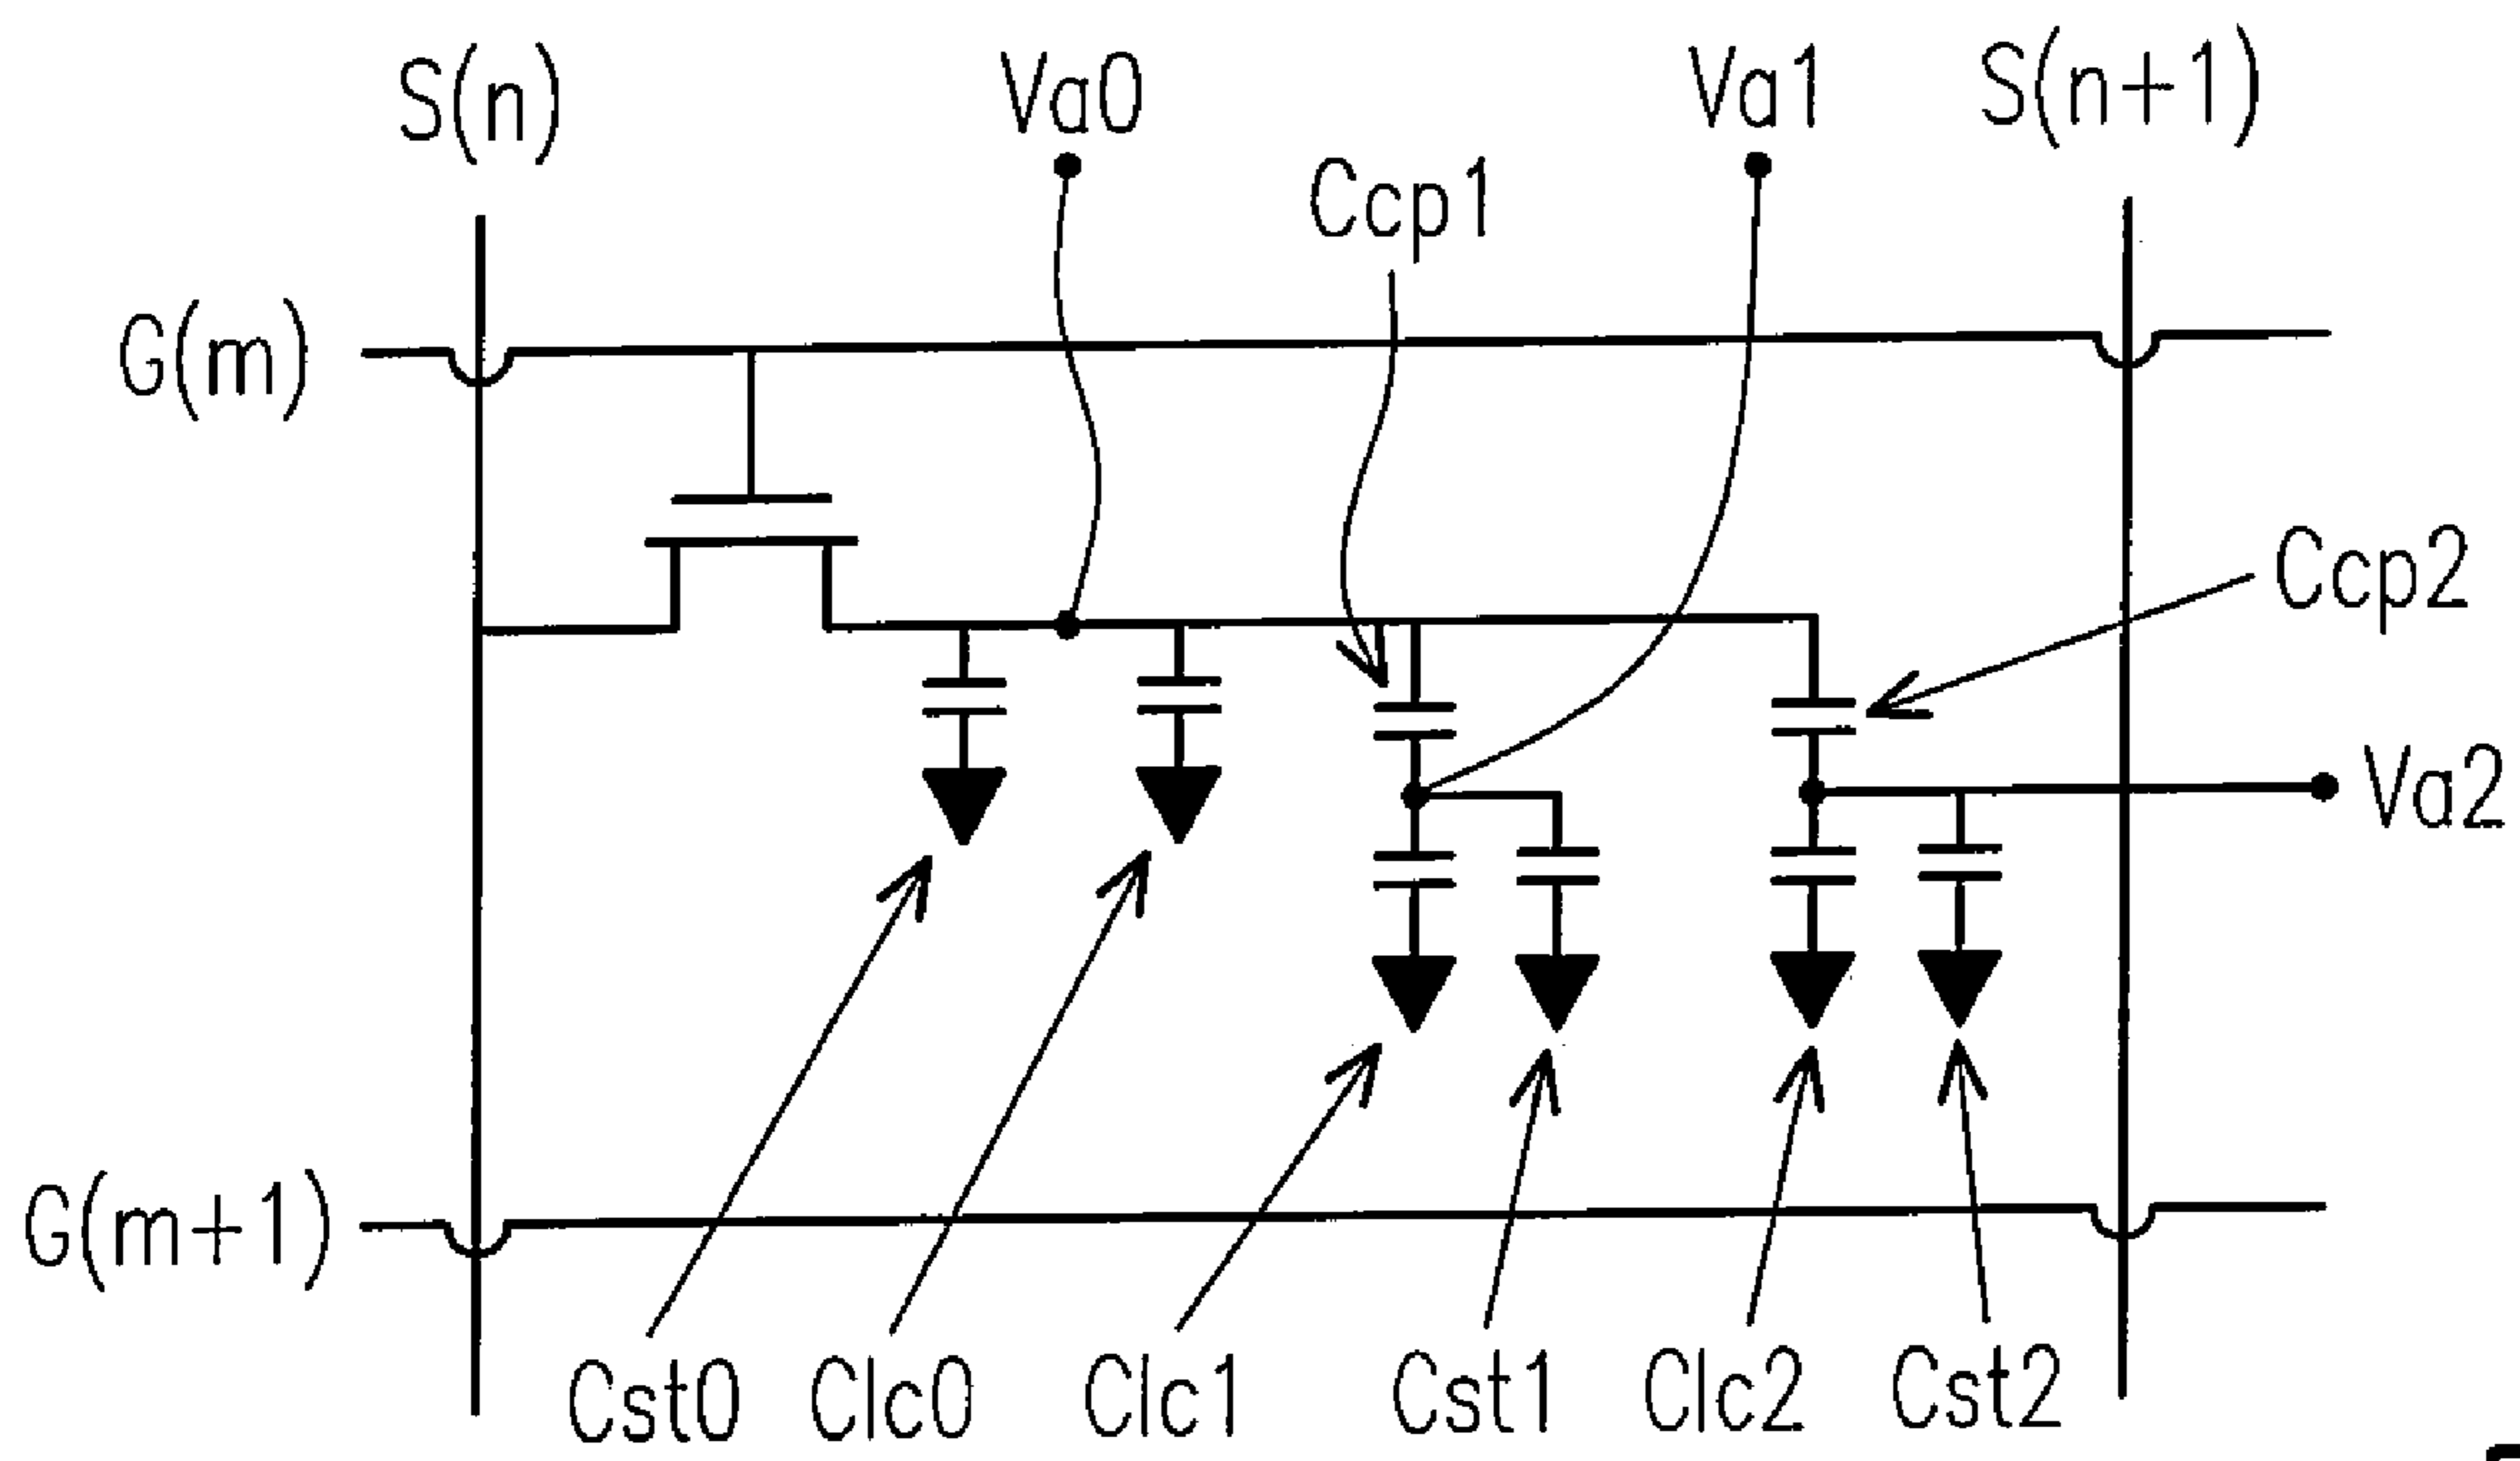 S(n)
Va0
Va1
S(n+1)
Ccp1
G(m)
Ccp2
Va2
G(m+1)
Cst0
Clc0
Clc1
Cst1
Clc2
Cst2